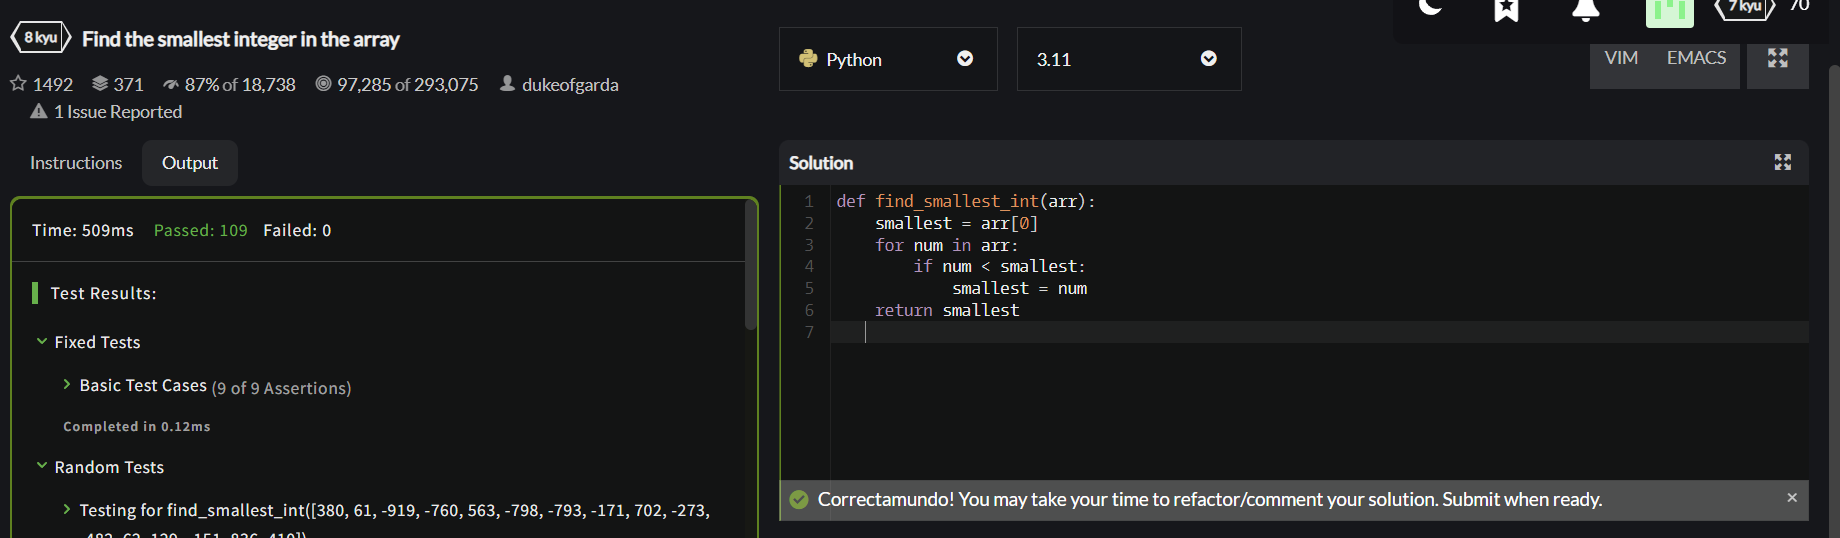 8 kyu Find the smallest integer in the array
1492 371 87% of 18,738 97,285 of 293,075 dukeofgarda
1 Issue Reported
Instructions Output
Time: 509ms Passed: 109 Failed: 0
Test Results:
Fixed Tests
Basic Test Cases (9 of 9 Assertions)
Completed in 0.12ms
Random Tests
Testing for find_smallest_int([380, 61, -919, -760, 563, -798, -793, -171, 702, -273,
7 kyu 70
Python 3.11
VIM EMACS
Solution
1 def find_smallest_int(arr):
2     smallest = arr[0]
3     for num in arr:
4         if num < smallest:
5             smallest = num
6     return smallest
7
Correctamundo! You may take your time to refactor/comment your solution. Submit when ready. ×